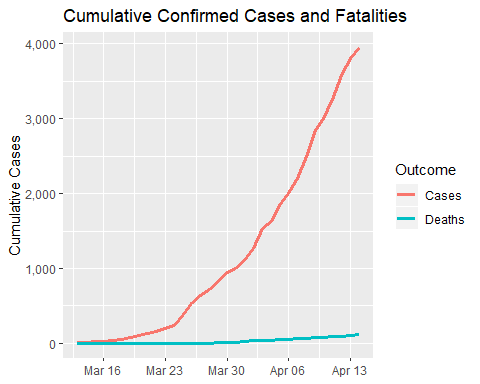 Cumulative Confirmed Cases and Fatalities
4,000
3,000
2,000
1,000
0
Cumulative Cases
Mar 16 Mar 23 Mar 30 Apr 06 Apr 13
Outcome
Cases
Deaths